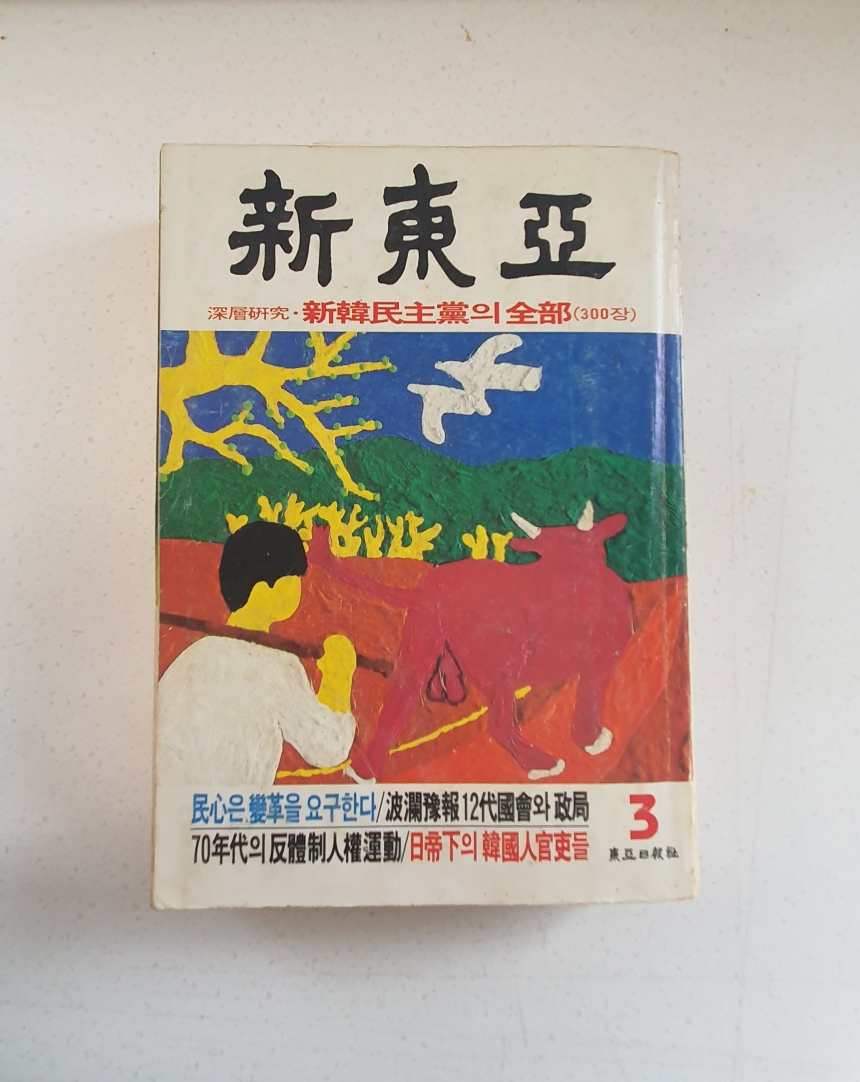 新東亞
深層硏究·新韓民主黨의 全部(300장)
民心은 變革을 요구한다/波瀾豫報 12代國會와 政局
70年代의 反體制人權運動/日帝下의 韓國人官吏들
3
東亞日報社